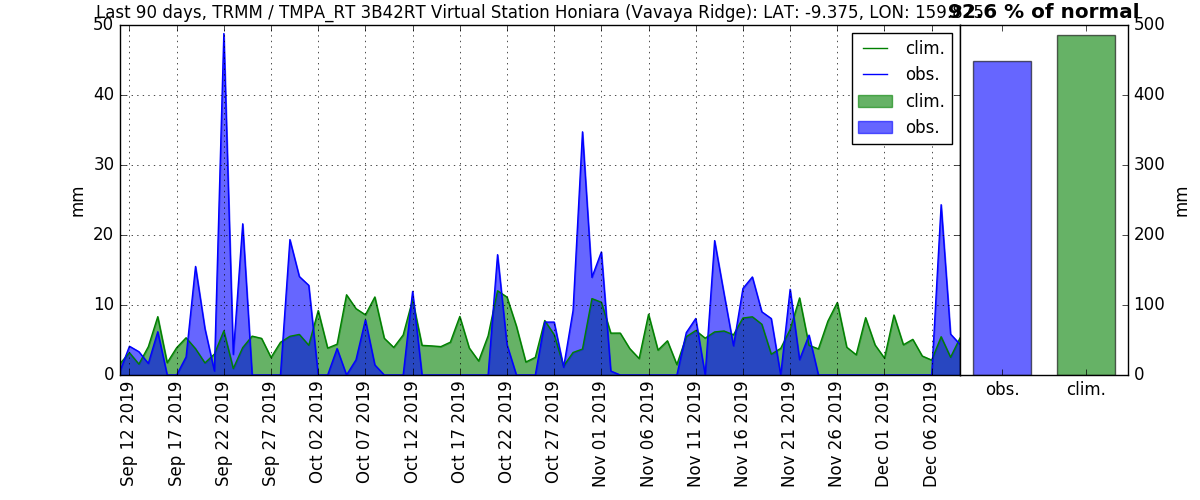 Last 90 days, TRMM / TMPA_RT 3B42RT Virtual Station Honiara (Vavaya Ridge): LAT: -9.375, LON:
92.6 % of normal
50
40
30
20
10
0
mm
clim.
obs.
clim.
obs.
500
400
300
200
100
0
mm
obs.
clim.
Sep 12 2019
Sep 17 2019
Sep 22 2019
Sep 27 2019
Oct 02 2019
Oct 07 2019
Oct 12 2019
Oct 17 2019
Oct 22 2019
Oct 27 2019
Nov 01 2019
Nov 06 2019
Nov 11 2019
Nov 16 2019
Nov 21 2019
Nov 26 2019
Dec 01 2019
Dec 06 2019